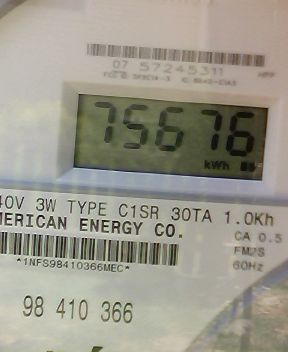 07 57245311
75676
kWh
40V 3W TYPE C1SR 30TA 1.0Kh
MERICAN ENERGY CO.
CA 0.5
FM2S
60Hz
*1NFS98410366MEC*
98 410 366